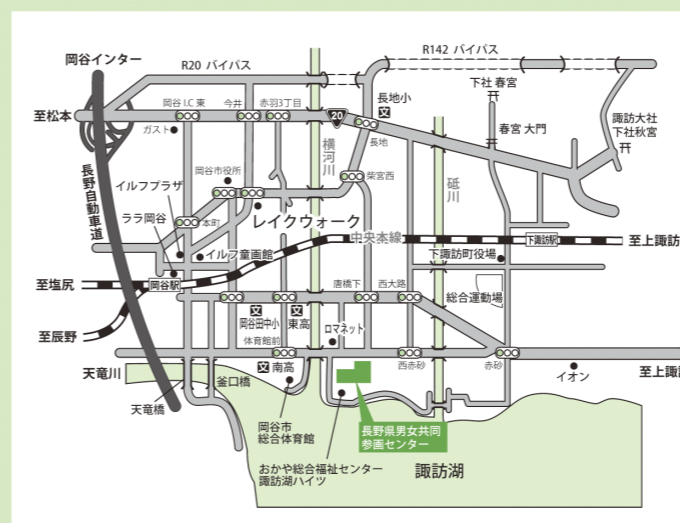 岡谷インター
R20 バイパス
R142 バイパス
至松本
岡谷 I.C 東
今井
赤羽3丁目
20
長地小
文
下社 春宮
ガスト
長地
春宮 大門
諏訪大社
下社秋宮
横河川
砥川
長野自動車道
岡谷市役所
柴宮西
イルフプラザ
ララ岡谷
本町
レイクウォーク
イルフ童画館
中央本線
下諏訪駅
至上諏訪
下諏訪町役場
至塩尻
岡谷駅
唐橋下
西大路
総合運動場
文
岡谷田中小
文
東高
ロマネット
至辰野
体育館前
文 南高
西赤砂
赤砂
イオン
至上諏訪
天竜川
釜口橋
天竜橋
岡谷市
総合体育館
長野県男女共同
参画センター
おかや総合福祉センター
諏訪湖ハイツ
諏訪湖